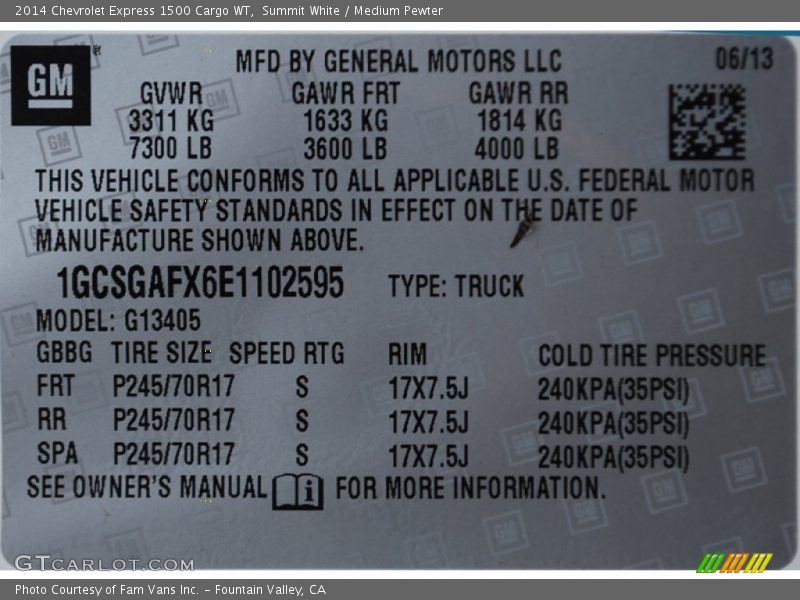 2014 Chevrolet Express 1500 Cargo WT, Summit White / Medium Pewter
GM
MFD BY GENERAL MOTORS LLC 06/13
GVWR GAWR FRT GAWR RR
3311 KG 1633 KG 1814 KG
7300 LB 3600 LB 4000 LB
THIS VEHICLE CONFORMS TO ALL APPLICABLE U.S. FEDERAL MOTOR
VEHICLE SAFETY STANDARDS IN EFFECT ON THE DATE OF
MANUFACTURE SHOWN ABOVE.
1GCSGAFX6E1102595 TYPE: TRUCK
MODEL: G13405
GBBG TIRE SIZE SPEED RTG RIM COLD TIRE PRESSURE
FRT P245/70R17 S 17X7.5J 240KPA(35PSI)
RR P245/70R17 S 17X7.5J 240KPA(35PSI)
SPA P245/70R17 S 17X7.5J 240KPA(35PSI)
SEE OWNER'S MANUAL i FOR MORE INFORMATION.
GTCARLOT.COM
Photo Courtesy of Fam Vans Inc. - Fountain Valley, CA